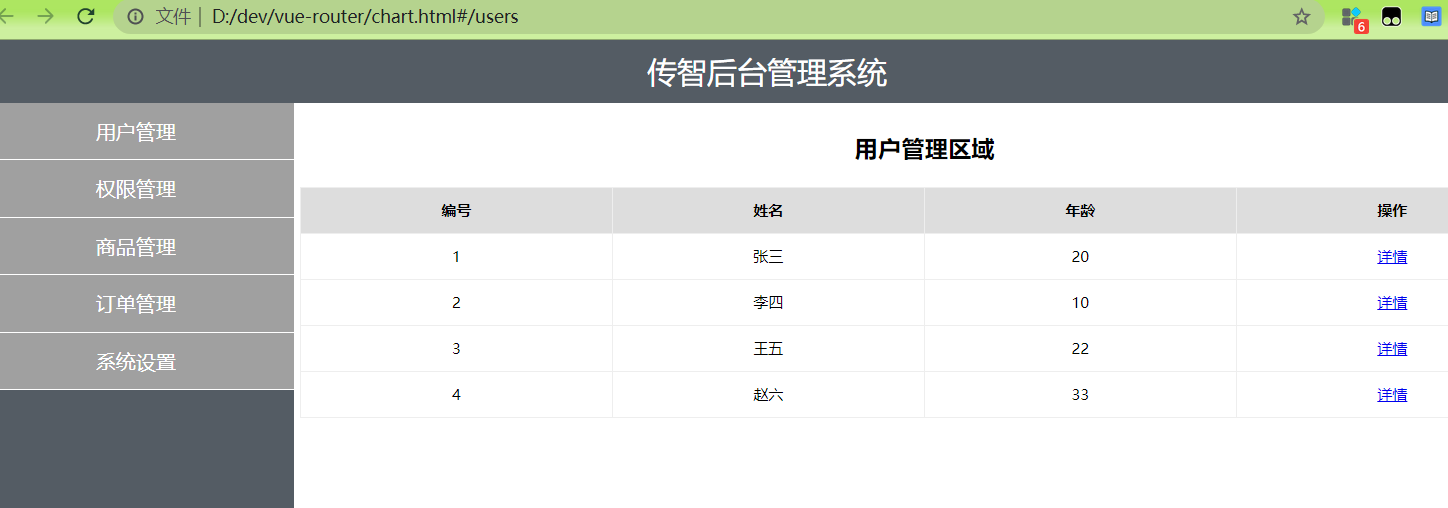 文件 | D:/dev/vue-router/chart.html#/users
6
传智后台管理系统
用户管理
权限管理
商品管理
订单管理
系统设置
用户管理区域
编号 姓名 年龄 操作
1 张三 20 详情
2 李四 10 详情
3 王五 22 详情
4 赵六 33 详情